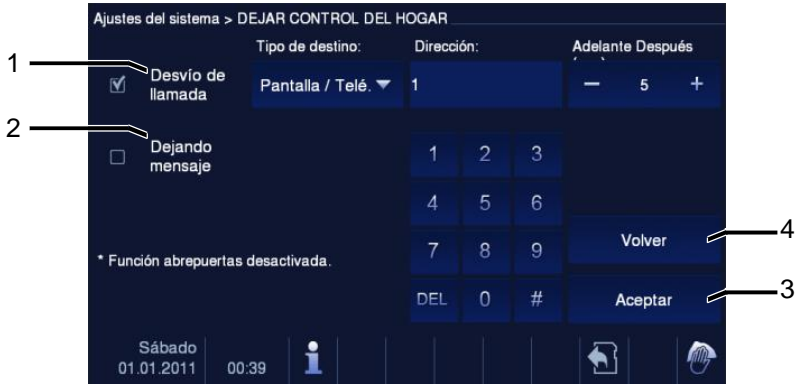 Ajustes del sistema > DEJAR CONTROL DEL HOGAR
Tipo de destino: Dirección: Adelante Después
1
Desvío de
llamada
Pantalla / Telé. 1 − 5 +
2
Dejando
mensaje
1 2 3
4 5 6
7 8 9
DEL 0 #
* Función abrepuertas desactivada.
Volver
4
Aceptar
3
Sábado
01.01.2011 00:39